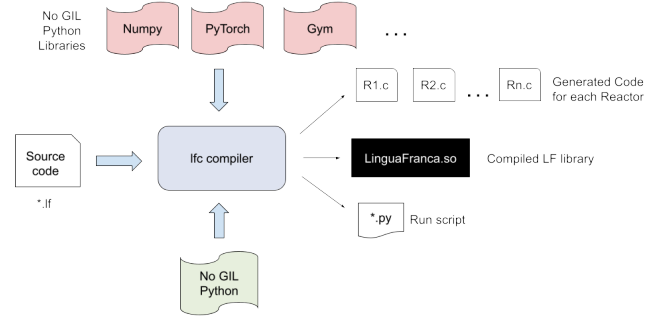 No GIL
Python
Libraries
Numpy
PyTorch
Gym
...
R1.c
R2.c
...
Rn.c
Generated Code
for each Reactor
Source
code
lfc compiler
LinguaFranca.so
Compiled LF library
*.lf
*.py
Run script
No GIL
Python